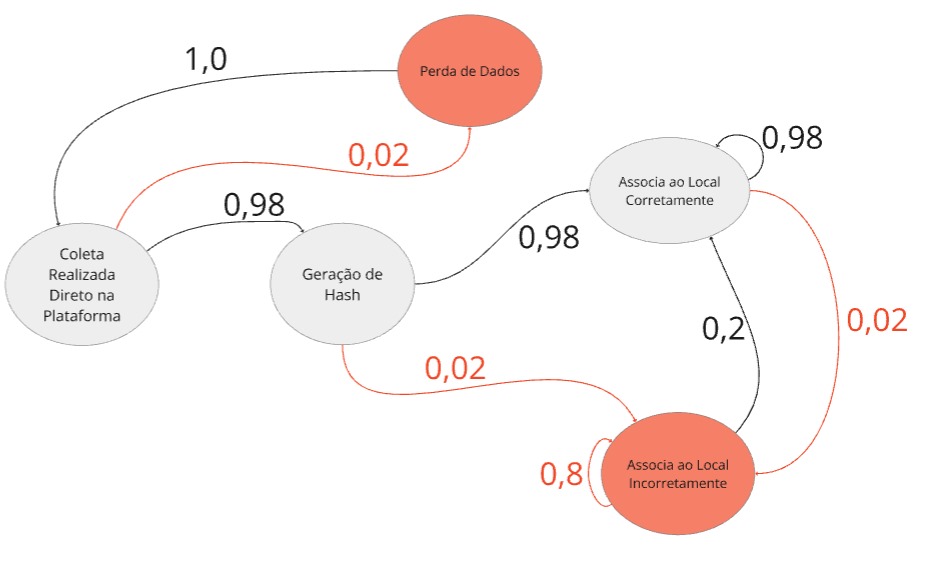 1,0
Perda de Dados
0,02
0,98
Associa ao Local
Corretamente
0,98
0,98
Coleta
Realizada
Direto na
Plataforma
Geração de
Hash
0,2
0,02
0,02
0,8
Associa ao Local
Incorretamente